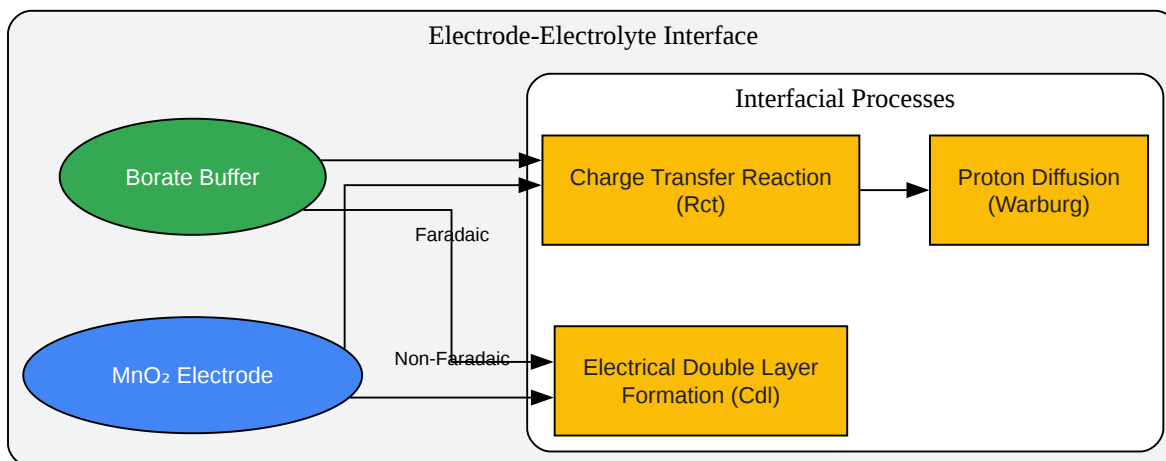 Electrode-Electrolyte Interface
Interfacial Processes
Borate Buffer
Charge Transfer Reaction
(Rct)
Proton Diffusion
(Warburg)
Faradaic
MnO₂ Electrode
Non-Faradaic
Electrical Double Layer
Formation (Cdl)